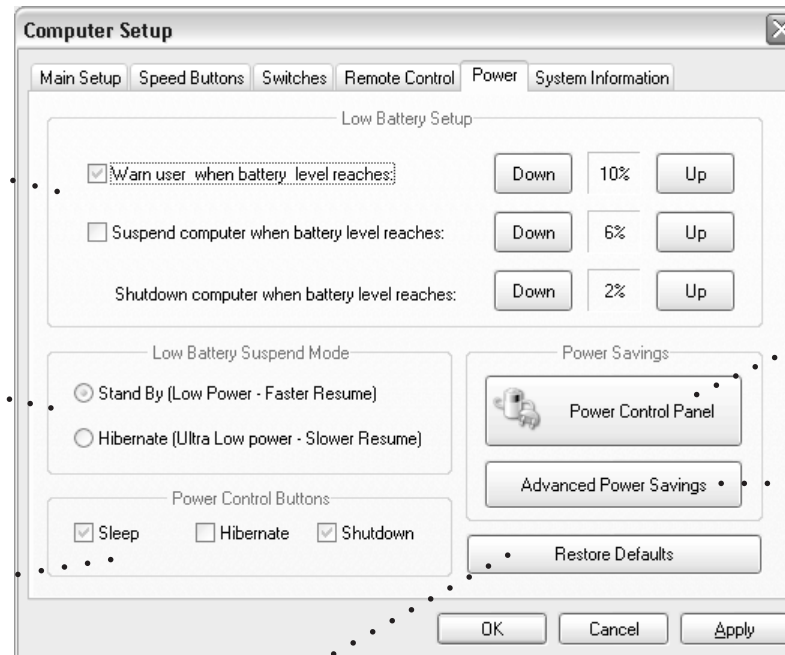 Computer Setup
Main Setup Speed Buttons Switches Remote Control Power System Information
Low Battery Setup
Warn user when battery level reaches: Down 10% Up
Suspend computer when battery level reaches: Down 6% Up
Shutdown computer when battery level reaches: Down 2% Up
Low Battery Suspend Mode
Stand By (Low Power - Faster Resume)
Hibernate (Ultra Low power - Slower Resume)
Power Savings
Power Control Panel
Advanced Power Savings
Power Control Buttons
Sleep Hibernate Shutdown
Restore Defaults
OK Cancel Apply